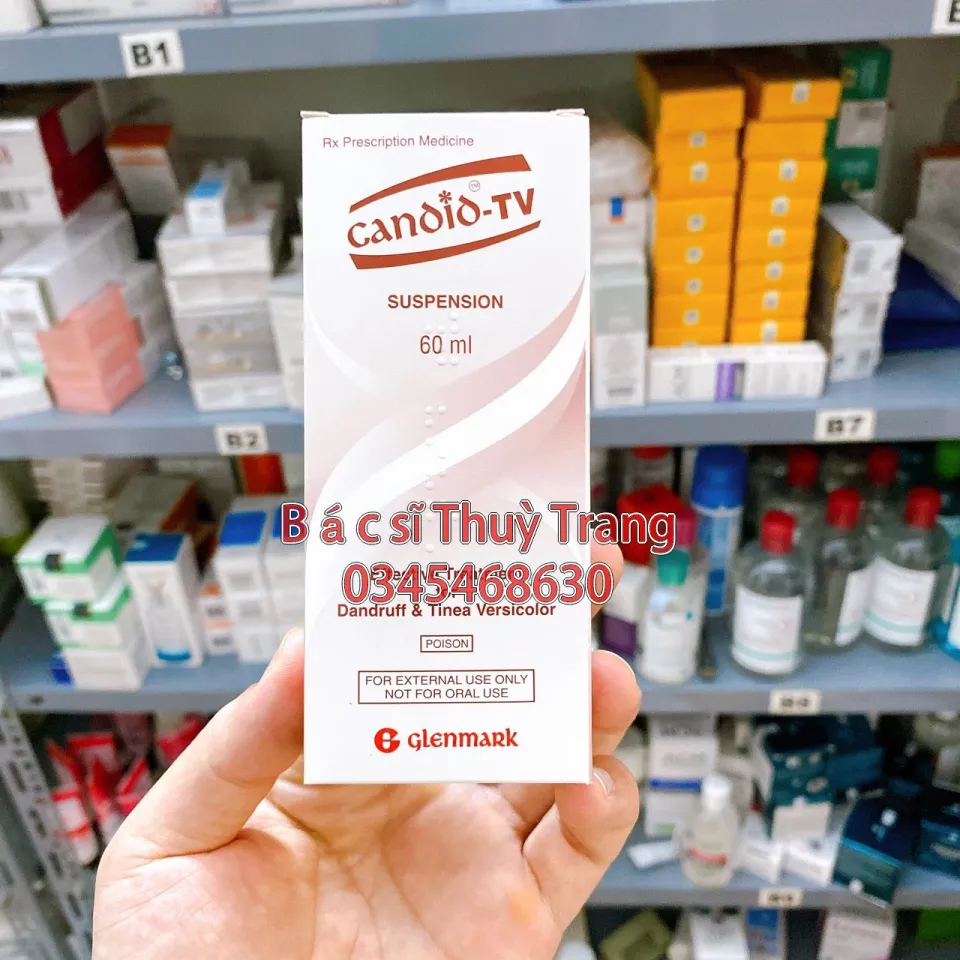 B1
Rx Prescription Medicine
candid-TV
TM
SUSPENSION
60 ml
B2
B7
B á c sĩ Thuỳ Trang
0345468630
Dandruff & Tinea Versicolor
POISON
FOR EXTERNAL USE ONLY
NOT FOR ORAL USE
Glenmark